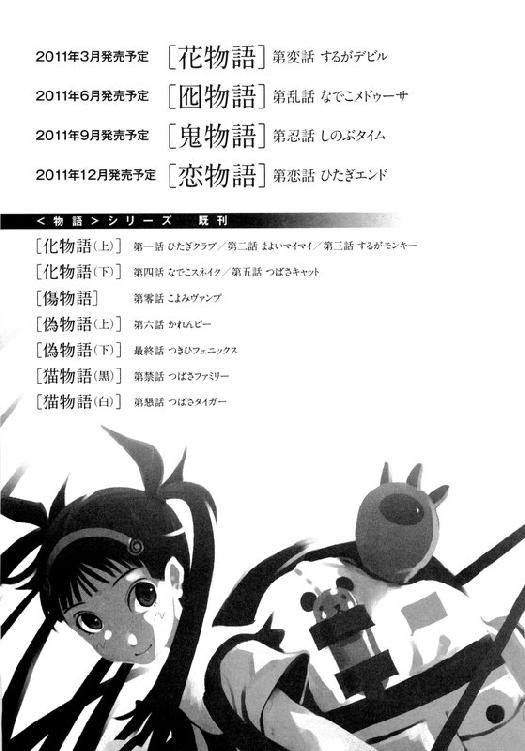 2011年3月発売予定 [花物語] 第変話 するがデビル
2011年6月発売予定 [囮物語] 第乱話 なでこメドゥーサ
2011年9月発売予定 [鬼物語] 第忍話 しのぶタイム
2011年12月発売予定 [恋物語] 第恋話 ひたぎエンド
<物語>シリーズ 既刊
[化物語(上)] 第一話 ひたぎクラブ／第二話 まよいマイマイ／第三話 するがモンキー
[化物語(下)] 第四話 なでこスネイク／第五話 つばさキャット
[傷物語] 第零話 こよみヴァンプ
[偽物語(上)] 第六話 かれんビー
[偽物語(下)] 最終話 つきひフェニックス
[猫物語(黒)] 第禁話 つばさファミリー
[猫物語(白)] 第懇話 つばさタイガー